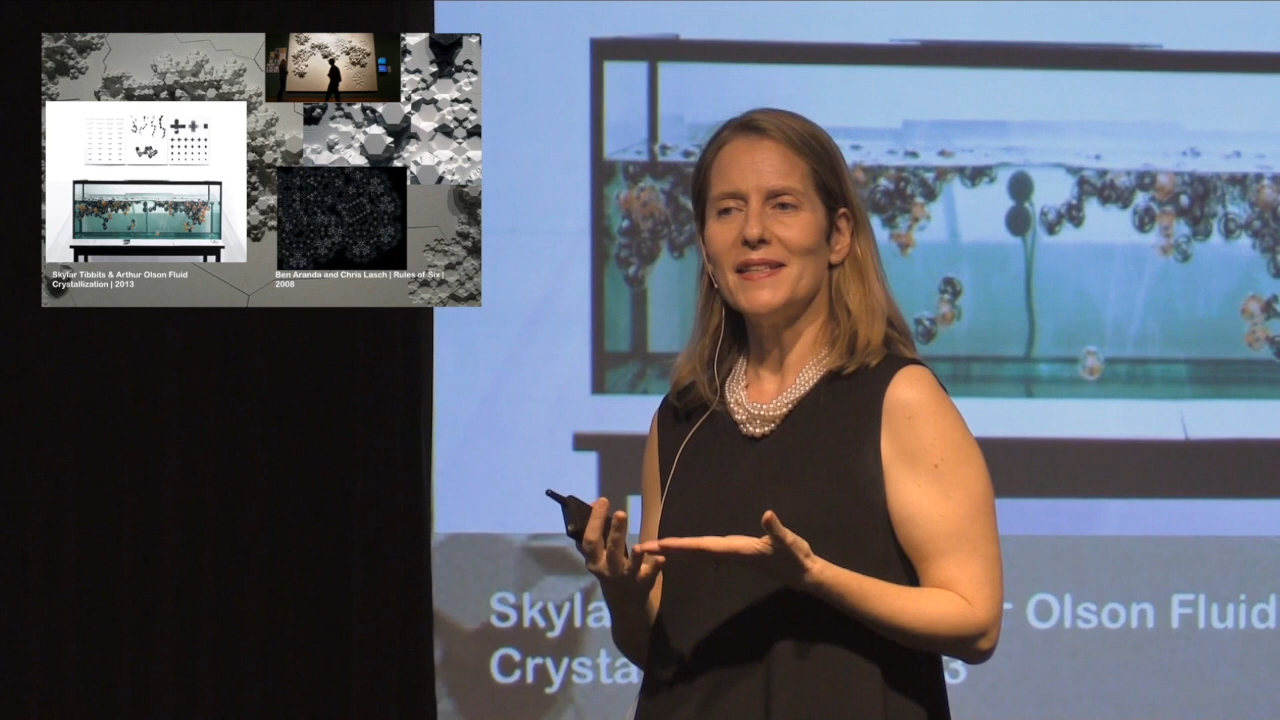 Skylar Tibbits & Arthur Olson Fluid
Crystallization | 2013
Ben Aranda and Chris Lasch | Rules of Six |
2008
Skyla r Olson Fluid
Crysta 3